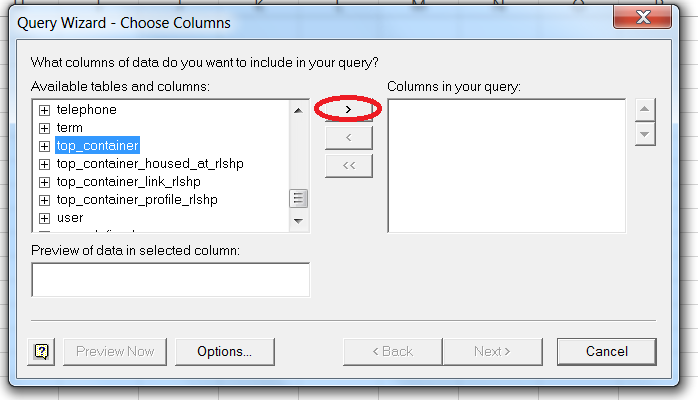 Query Wizard - Choose Columns
What columns of data do you want to include in your query?
Available tables and columns:
Columns in your query:
telephone
term
top_container
top_container_housed_at_rlshp
top_container_link_rlshp
top_container_profile_rlshp
user
>
<
<<
Preview of data in selected column:
?
Preview Now
Options...
< Back
Next >
Cancel